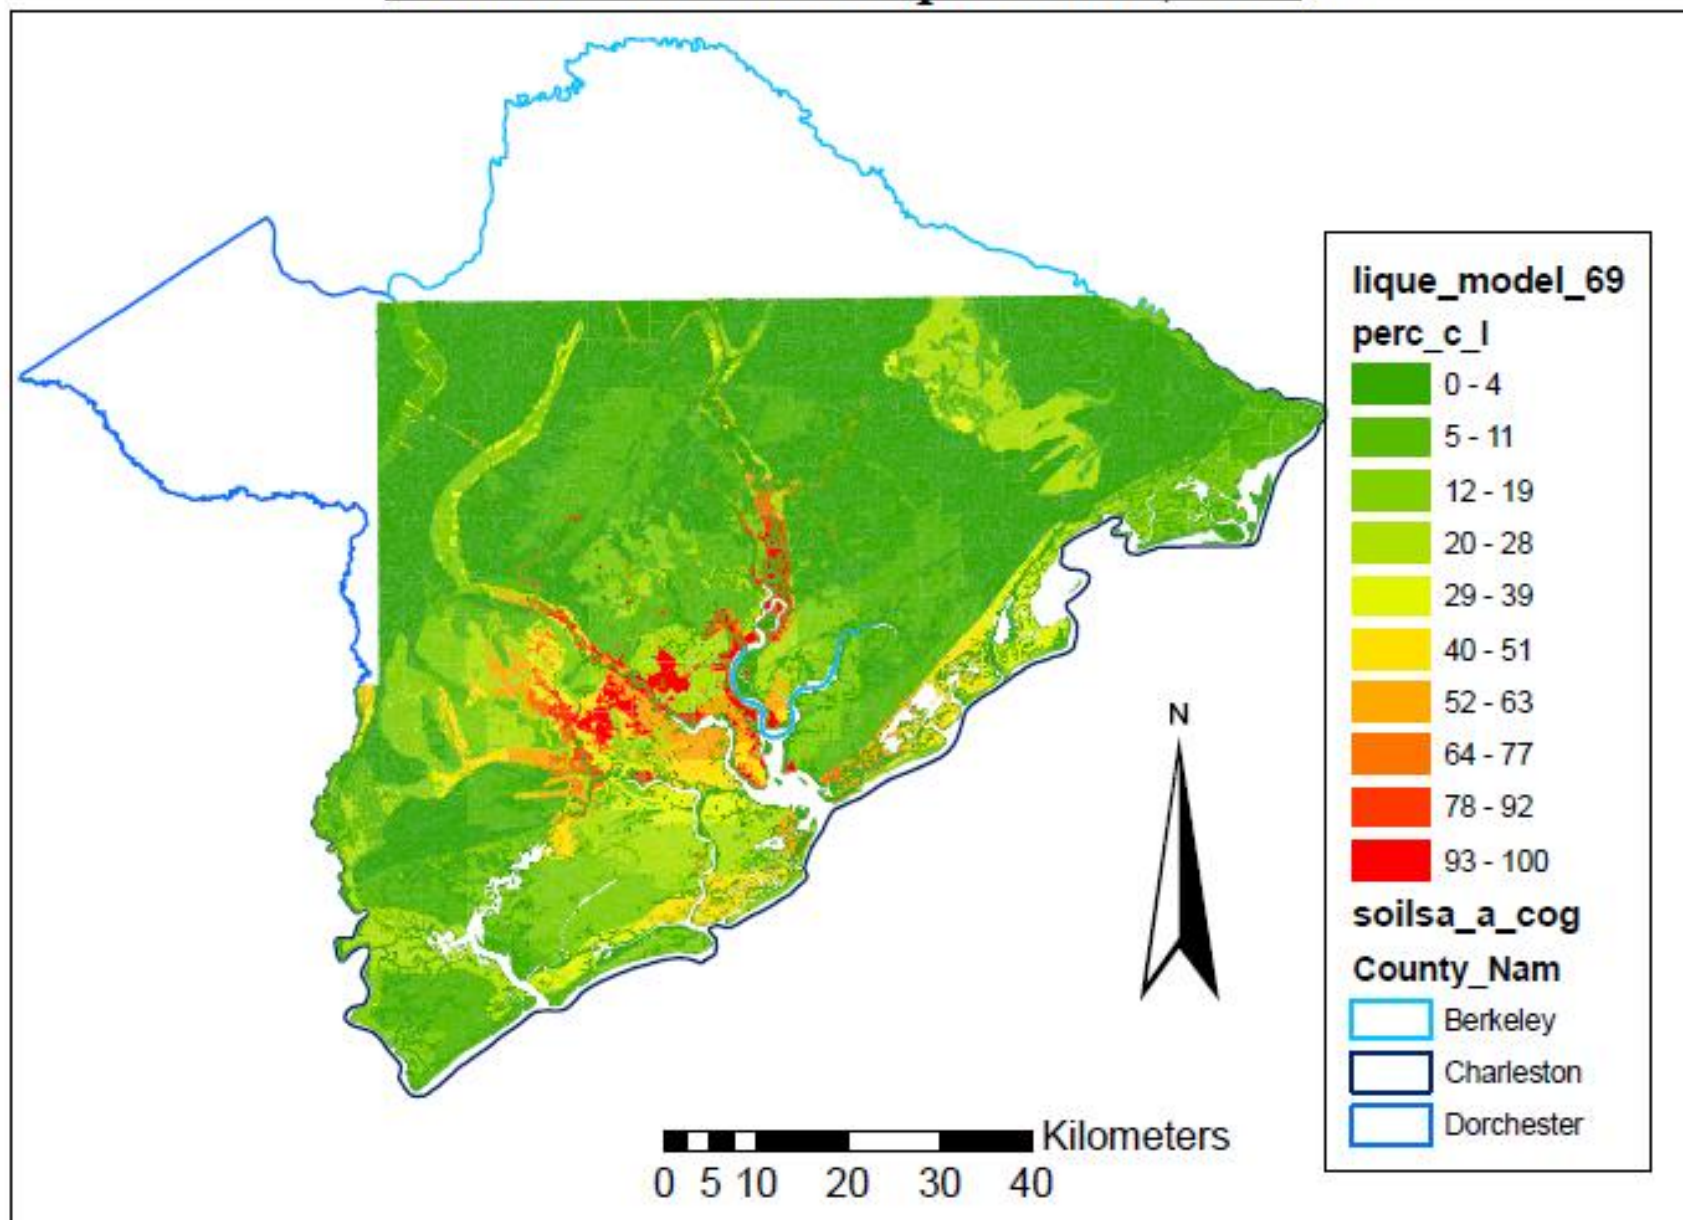 lique_model_69
perc_c_l
0 - 4
5 - 11
12 - 19
20 - 28
29 - 39
40 - 51
52 - 63
64 - 77
78 - 92
93 - 100
soilsa_a_cog
County_Nam
Berkeley
Charleston
Dorchester
N
Kilometers
0 5 10 20 30 40